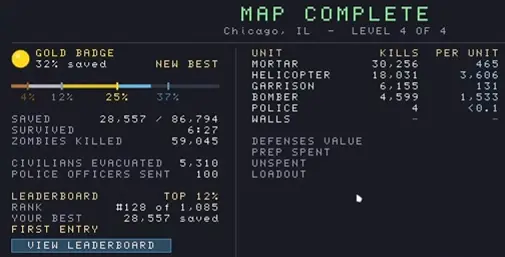 MAP COMPLETE
Chicago, IL - LEVEL 4 OF 4
GOLD BADGE
32% saved NEW BEST
4% 12% 25% 37%
SAVED 28,557 / 86,794
SURVIVED 6:27
ZOMBIES KILLED 59,045
CIVILIANS EVACUATED 5,310
POLICE OFFICERS SENT 100
LEADERBOARD TOP 12%
RANK #128 of 1,085
YOUR BEST 28,557 saved
FIRST ENTRY
VIEW LEADERBOARD
UNIT KILLS PER UNIT
MORTAR 30,256 465
HELICOPTER 18,031 3,606
GARRISON 6,155 131
BOMBER 4,599 1,533
POLICE 4 <0.1
WALLS - -
DEFENSES VALUE
PREP SPENT
UNSPENT
LOADOUT